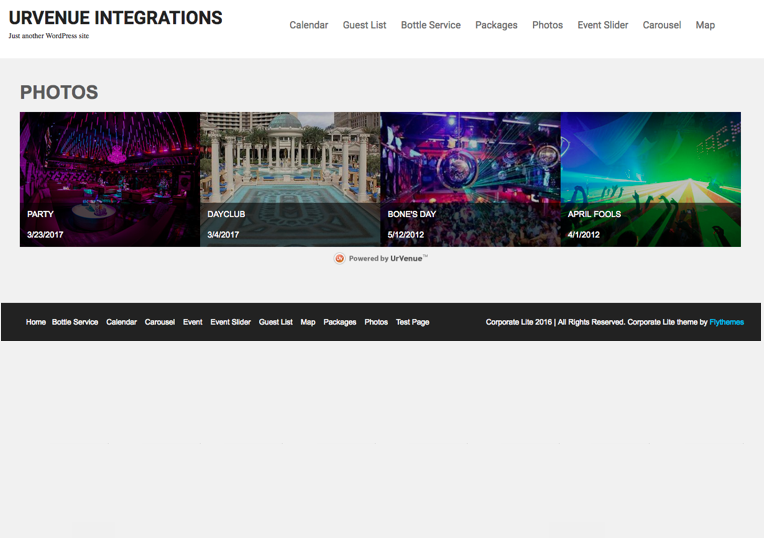 URVENUE INTEGRATIONS
Just another WordPress site
Calendar Guest List Bottle Service Packages Photos Event Slider Carousel Map
PHOTOS
PARTY
3/23/2017
DAYCLUB
3/4/2017
BONE'S DAY
5/12/2012
APRIL FOOLS
4/1/2012
UV Powered by UrVenue™
Home Bottle Service Calendar Carousel Event Event Slider Guest List Map Packages Photos Test Page
Corporate Lite 2016 | All Rights Reserved. Corporate Lite theme by Flythemes